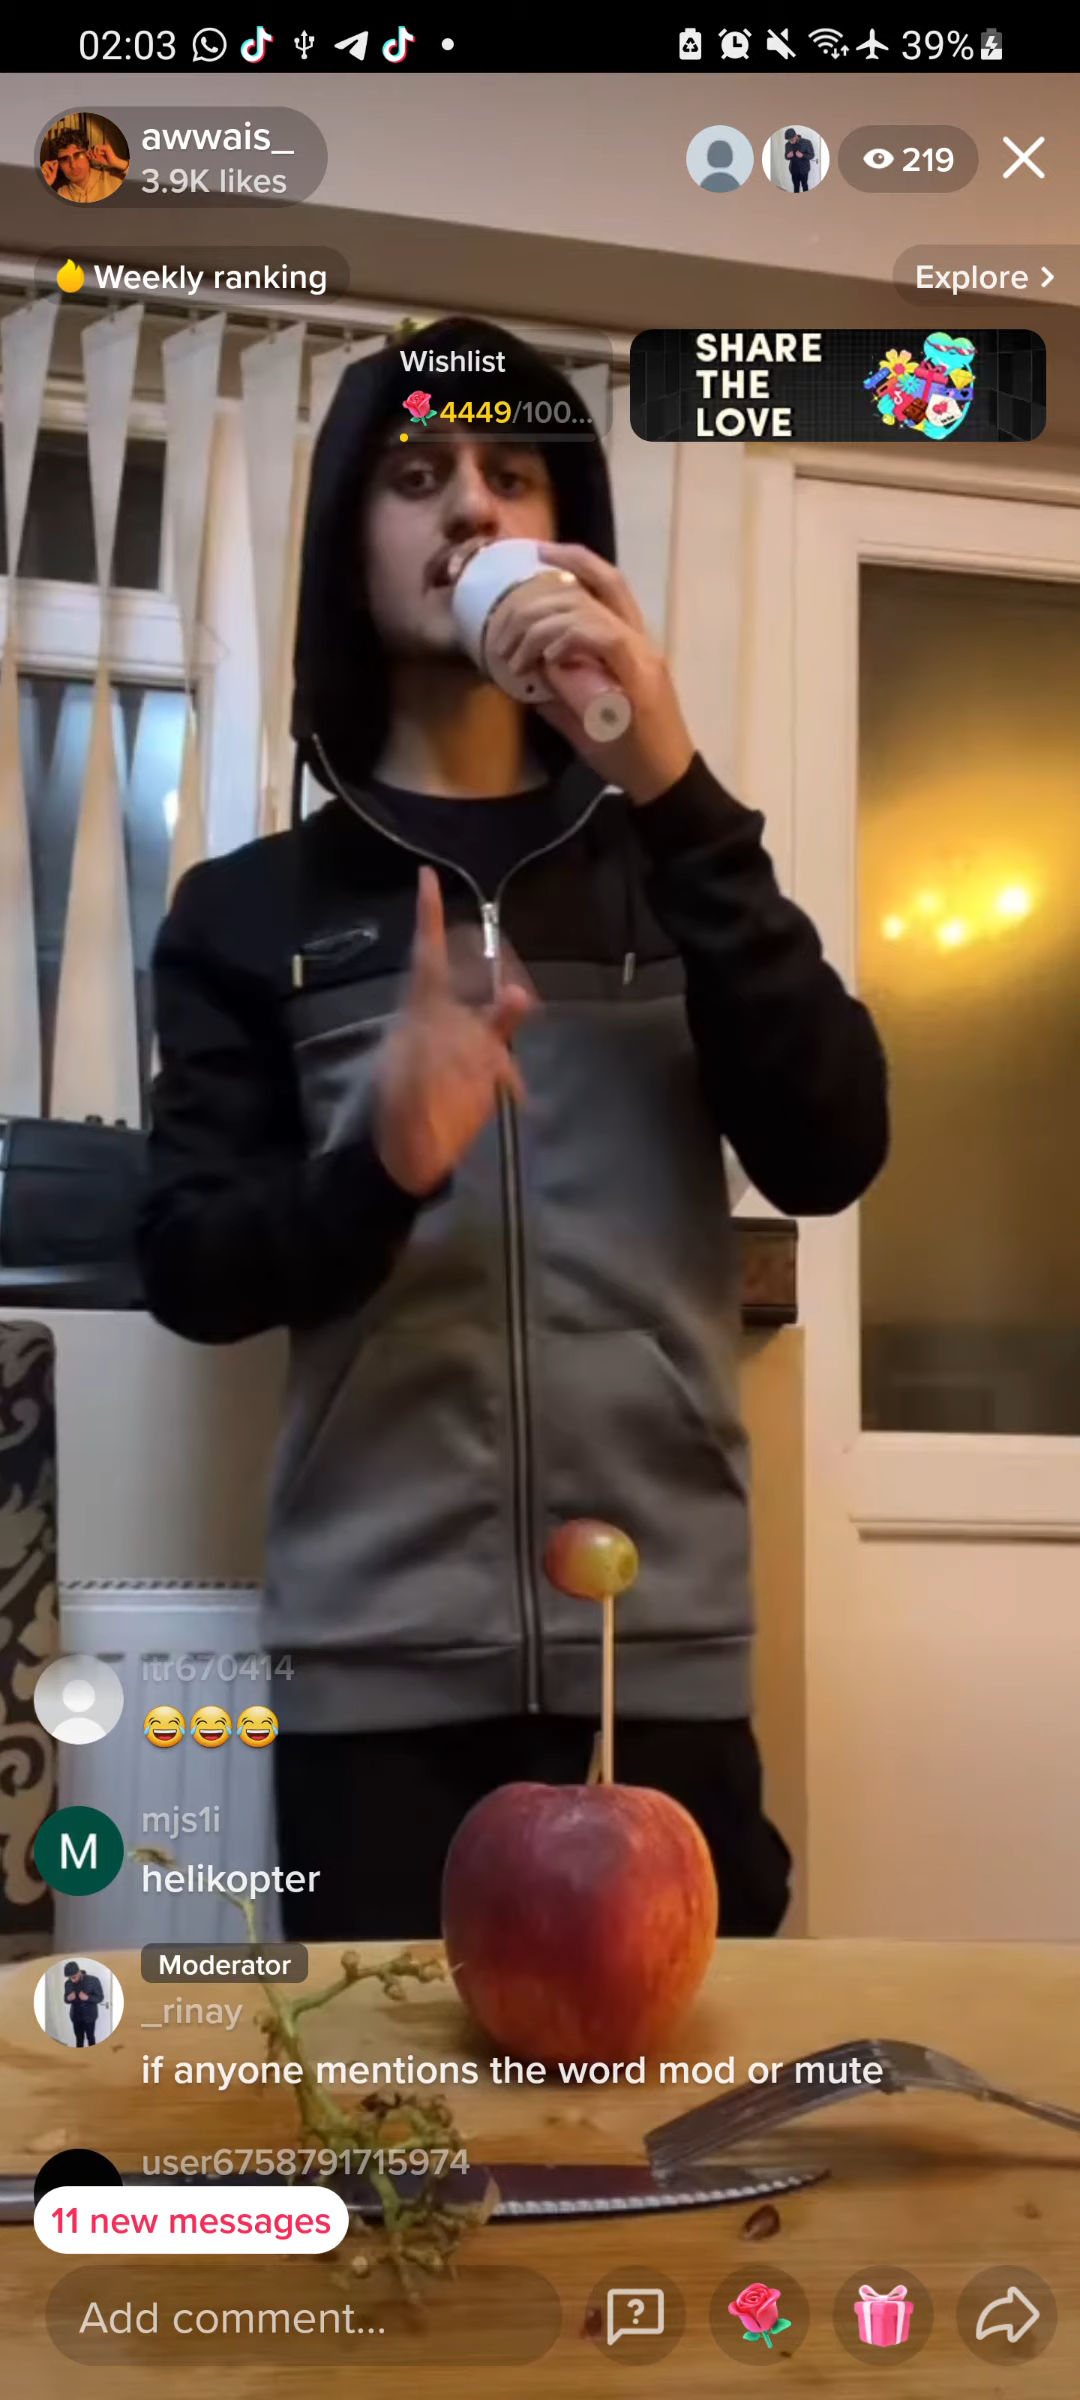 02:03
39%
awwais_
3.9K likes
219
Weekly ranking
Explore
Wishlist
4449/100...
SHARE
THE
LOVE
itr670414
😂😂😂
M
mjs1i
helikopter
Moderator
_rinay
if anyone mentions the word mod or mute
user6758791715974
11 new messages
Add comment...